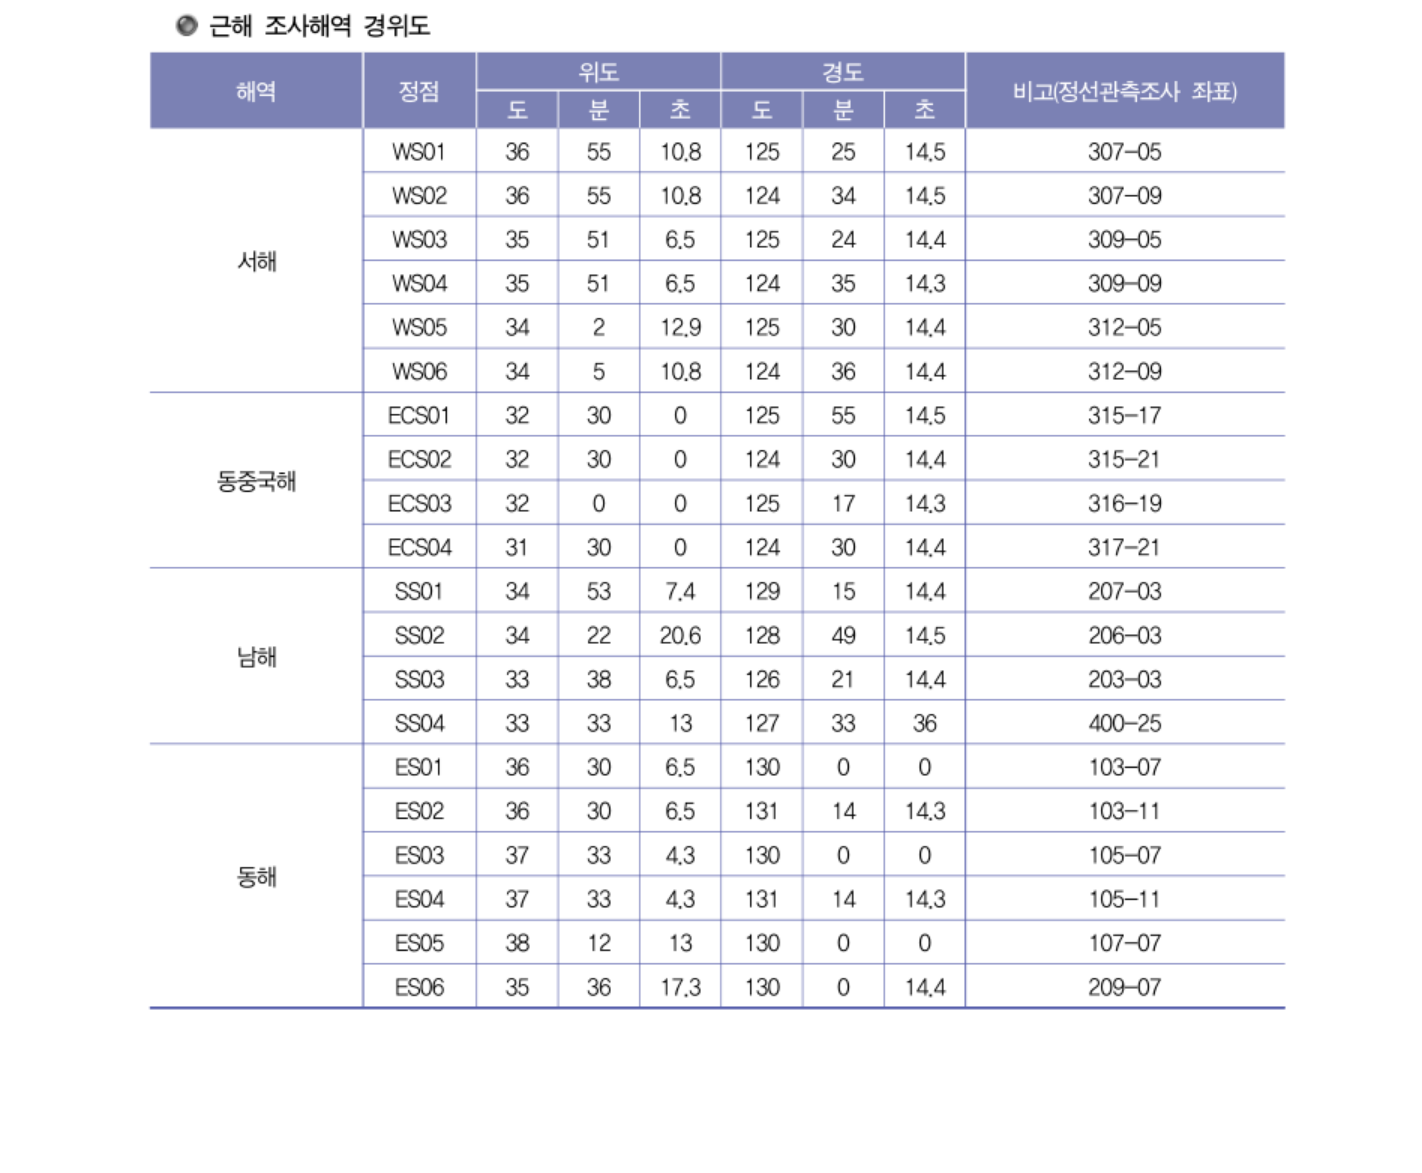 근해 조사해역 경위도
해역 정점 위도 경도 비고(정선관측조사 좌표)
도 분 초 도 분 초
서해
WS01 36 55 10.8 125 25 14.5 307-05
WS02 36 55 10.8 124 34 14.5 307-09
WS03 35 51 6.5 125 24 14.4 309-05
WS04 35 51 6.5 124 35 14.3 309-09
WS05 34 2 12.9 125 30 14.4 312-05
WS06 34 5 10.8 124 36 14.4 312-09
동중국해
ECS01 32 30 0 125 55 14.5 315-17
ECS02 32 30 0 124 30 14.4 315-21
ECS03 32 0 0 125 17 14.3 316-19
ECS04 31 30 0 124 30 14.4 317-21
남해
SS01 34 53 7.4 129 15 14.4 207-03
SS02 34 22 20.6 128 49 14.5 206-03
SS03 33 38 6.5 126 21 14.4 203-03
SS04 33 33 13 127 33 36 400-25
동해
ES01 36 30 6.5 130 0 0 103-07
ES02 36 30 6.5 131 14 14.3 103-11
ES03 37 33 4.3 130 0 0 105-07
ES04 37 33 4.3 131 14 14.3 105-11
ES05 38 12 13 130 0 0 107-07
ES06 35 36 17.3 130 0 14.4 209-07